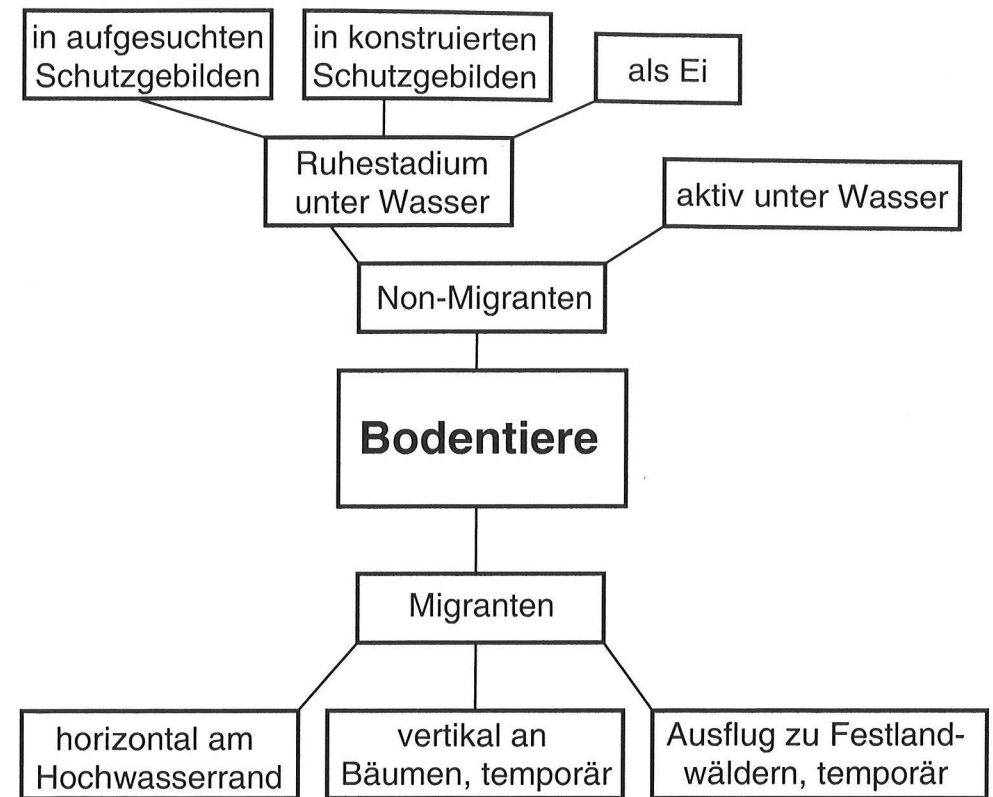 in aufgesuchten
Schutzgebilden
in konstruierten
Schutzgebilden
als Ei
Ruhestadium
unter Wasser
aktiv unter Wasser
Non-Migranten
Bodentiere
Migranten
horizontal am
Hochwasserrand
vertikal an
Bäumen, temporär
Ausflug zu Festland-
wäldern, temporär